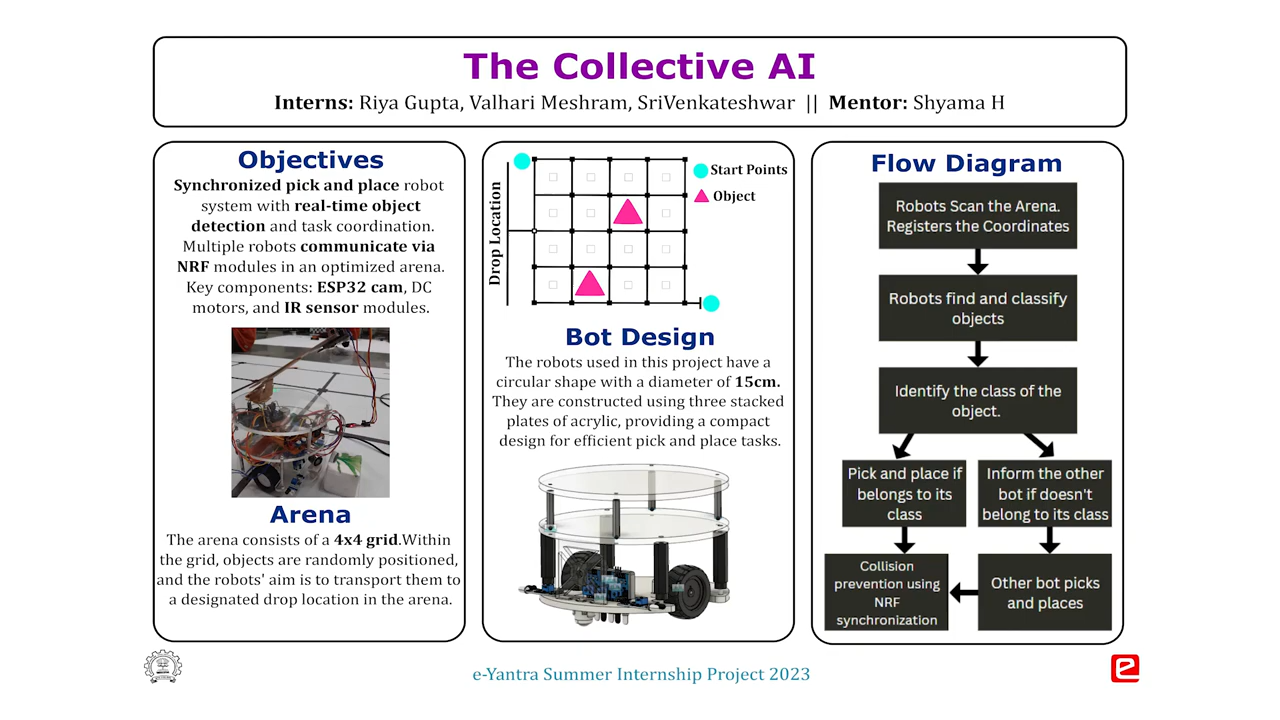 The Collective AI
Interns: Riya Gupta, Valhari Meshram, SriVenkateshwar || Mentor: Shyama H
Objectives
Synchronized pick and place robot
system with real-time object
detection and task coordination.
Multiple robots communicate via
NRF modules in an optimized arena.
Key components: ESP32 cam, DC
motors, and IR sensor modules.
Arena
The arena consists of a 4x4 grid.Within
the grid, objects are randomly positioned,
and the robots' aim is to transport them to
a designated drop location in the arena.
Drop Location
Start Points
Object
Bot Design
The robots used in this project have a
circular shape with a diameter of 15cm.
They are constructed using three stacked
plates of acrylic, providing a compact
design for efficient pick and place tasks.
Flow Diagram
Robots Scan the Arena.
Registers the Coordinates
Robots find and classify
objects
Identify the class of the
object.
Pick and place if
belongs to its
class
Inform the other
bot if doesn't
belong to its class
Collision
prevention using
NRF
synchronization
Other bot picks
and places
e-Yantra Summer Internship Project 2023
e